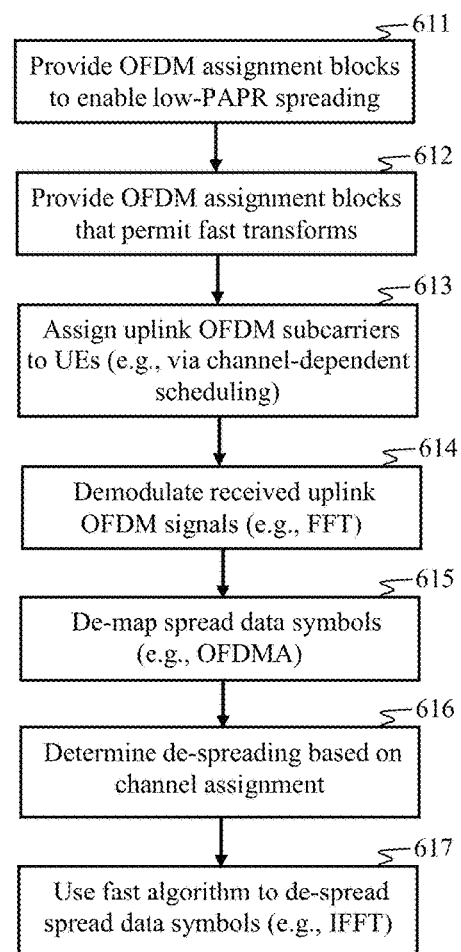 611
Provide OFDM assignment blocks
to enable low-PAPR spreading
612
Provide OFDM assignment blocks
that permit fast transforms
613
Assign uplink OFDM subcarriers
to UEs (e.g., via channel-dependent
scheduling)
614
Demodulate received uplink
OFDM signals (e.g., FFT)
615
De-map spread data symbols
(e.g., OFDMA)
616
Determine de-spreading based on
channel assignment
617
Use fast algorithm to de-spread
spread data symbols (e.g., IFFT)